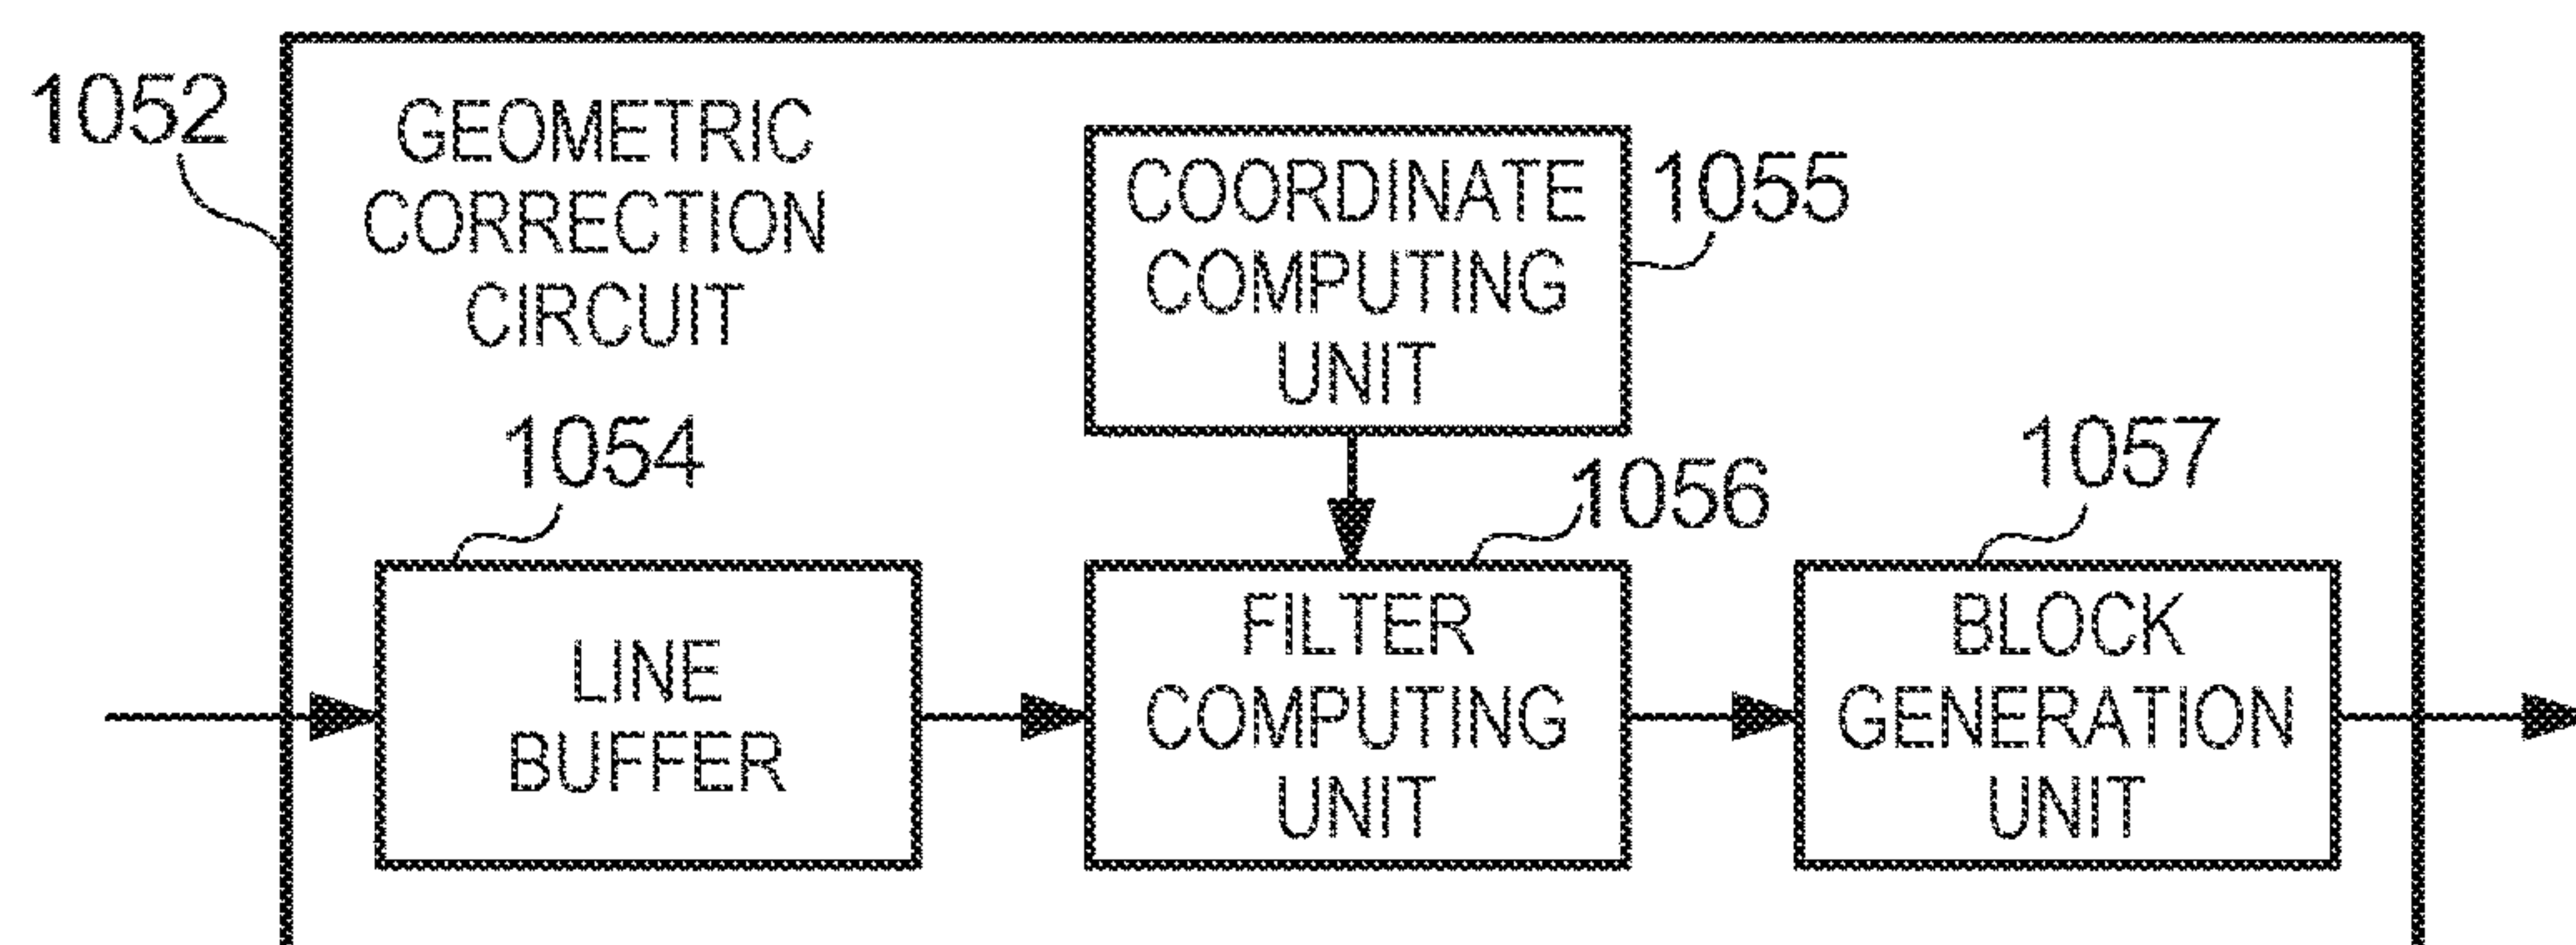 1052
GEOMETRIC
CORRECTION
CIRCUIT
COORDINATE
COMPUTING
UNIT
1055
1054
LINE
BUFFER
1056
FILTER
COMPUTING
UNIT
1057
BLOCK
GENERATION
UNIT